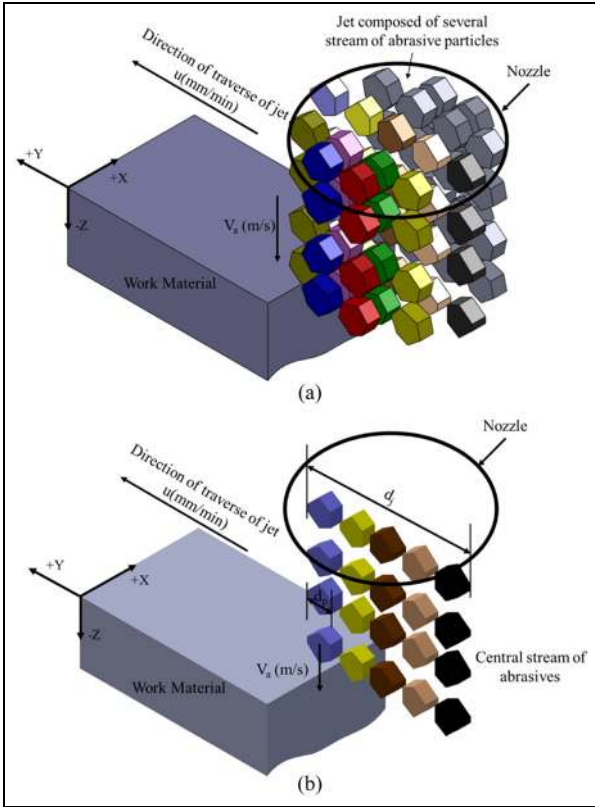 Jet composed of several
stream of abrasive particles
Direction of traverse of jet
u(mm/min)
Nozzle
+Y
+X
-Z
Va (m/s)
Work Material
(a)
Nozzle
Direction of traverse of jet
u(mm/min)
dj
+Y
+X
-Z
dp
Va (m/s)
Work Material
Central stream of
abrasives
(b)